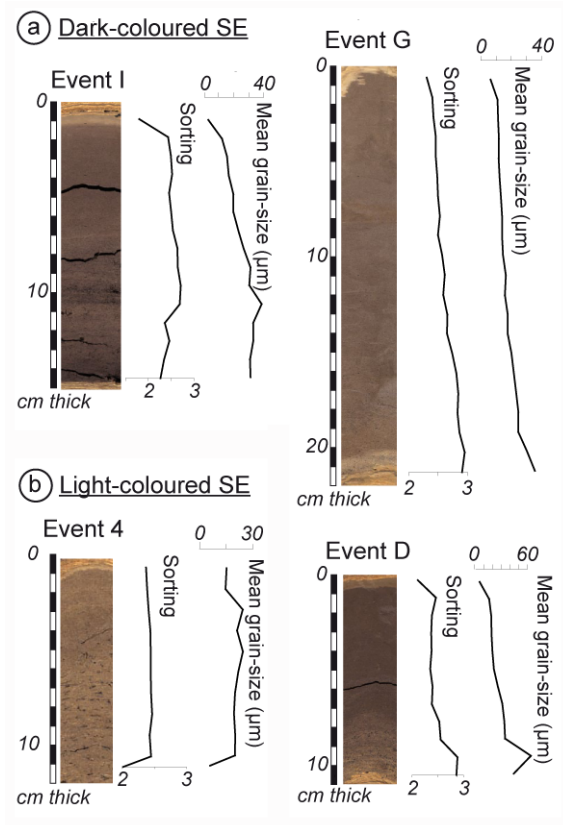 a Dark-coloured SE
Event I
0 40
0
10
Sorting
Mean grain-size (µm)
2 3
cm thick
Event G
0 40
0
10
20
Sorting
Mean grain-size (µm)
2 3
cm thick
b Light-coloured SE
Event 4
0 30
0
10
Sorting
Mean grain-size (µm)
2 3
cm thick
Event D
0 60
0
10
Sorting
Mean grain-size (µm)
2 3
cm thick